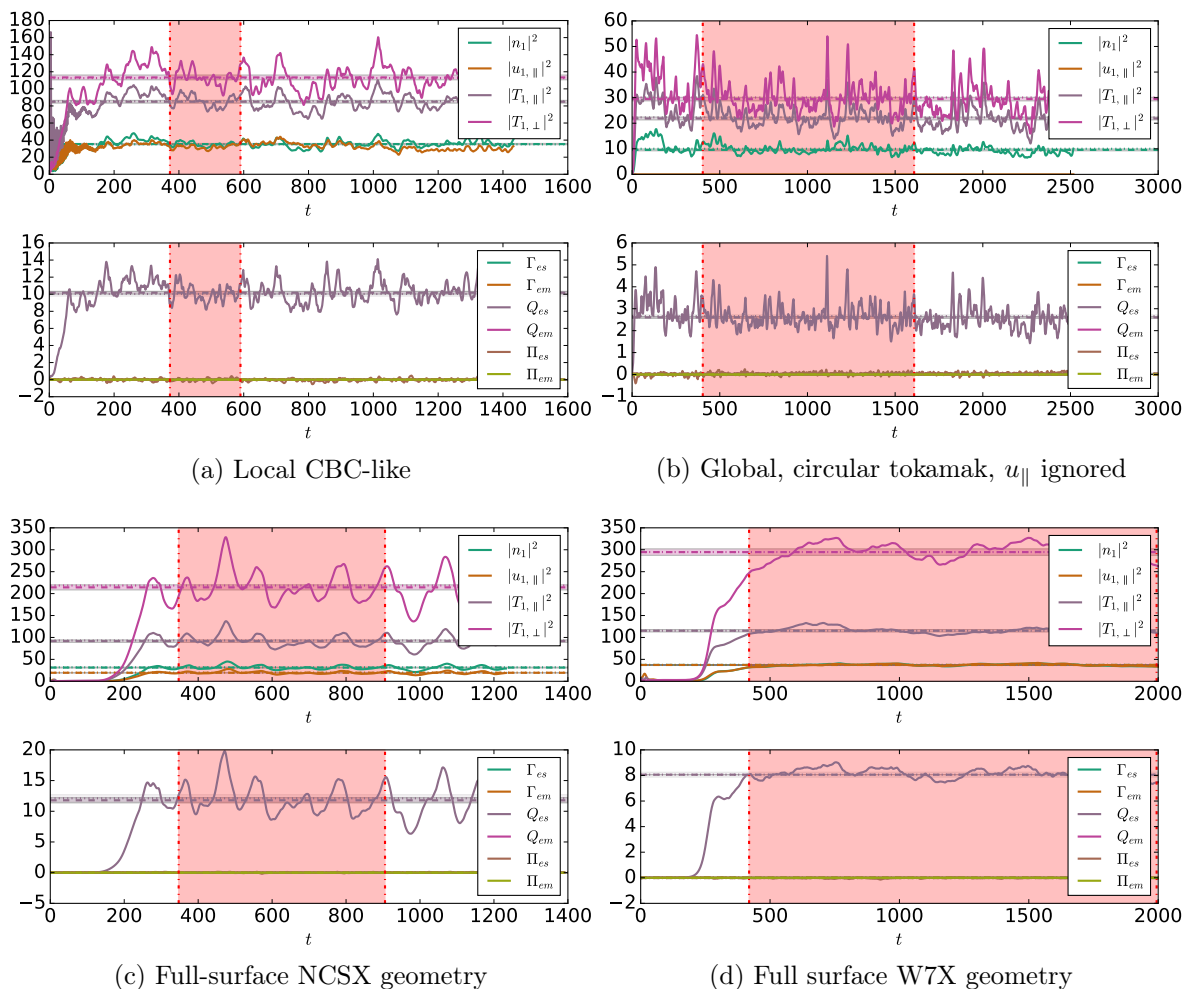 180
160
140
120
100
80
60
40
20
0
0 200 400 600 800 1000 1200 1400 1600
t
|n₁|²
|u₁,∥|²
|T₁,∥|²
|T₁,⊥|²
60
50
40
30
20
10
0
0 500 1000 1500 2000 2500 3000
t
|n₁|²
|u₁,∥|²
|T₁,∥|²
|T₁,⊥|²
16
14
12
10
8
6
4
2
0
−2
0 200 400 600 800 1000 1200 1400 1600
t
Γes
Γem
Qes
Qem
Πes
Πem
6
5
4
3
2
1
0
−1
0 500 1000 1500 2000 2500 3000
t
Γes
Γem
Qes
Qem
Πes
Πem
(a) Local CBC-like
(b) Global, circular tokamak, u∥ ignored
350
300
250
200
150
100
50
0
0 200 400 600 800 1000 1200 1400
t
|n₁|²
|u₁,∥|²
|T₁,∥|²
|T₁,⊥|²
350
300
250
200
150
100
50
0
0 500 1000 1500 2000
t
|n₁|²
|u₁,∥|²
|T₁,∥|²
|T₁,⊥|²
20
15
10
5
0
−5
0 200 400 600 800 1000 1200 1400
t
Γes
Γem
Qes
Qem
Πes
Πem
10
8
6
4
2
0
−2
0 500 1000 1500 2000
t
Γes
Γem
Qes
Qem
Πes
Πem
(c) Full-surface NCSX geometry
(d) Full surface W7X geometry